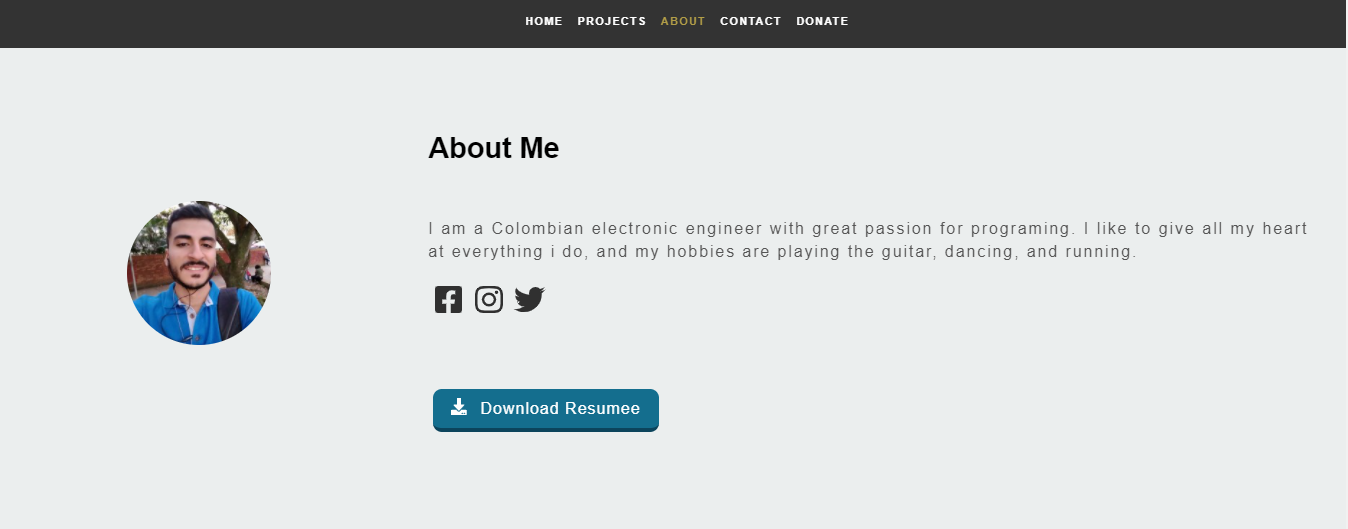 HOME PROJECTS ABOUT CONTACT DONATE
About Me
I am a Colombian electronic engineer with great passion for programing. I like to give all my heart
at everything i do, and my hobbies are playing the guitar, dancing, and running.
Download Resumee